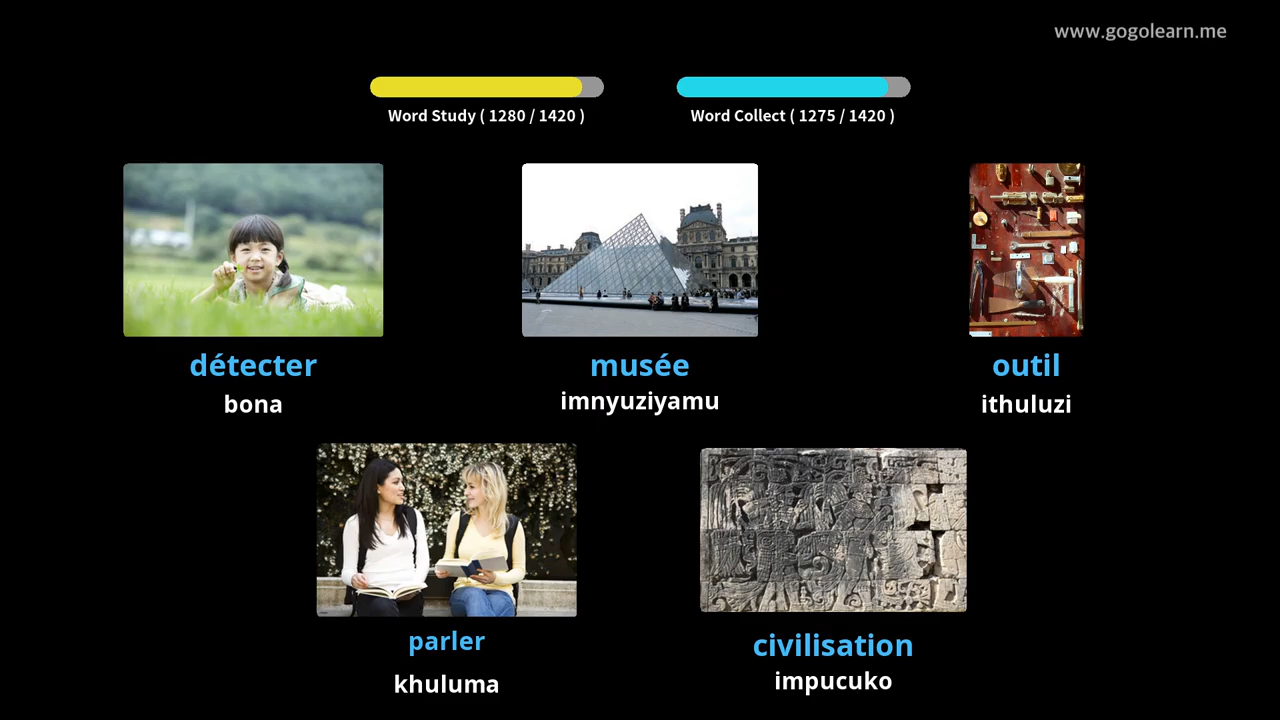 www.gogolearn.me
Word Study ( 1280 / 1420 )
Word Collect ( 1275 / 1420 )
détecter
bona
musée
imnyuziyamu
outil
ithuluzi
parler
khuluma
civilisation
impucuko